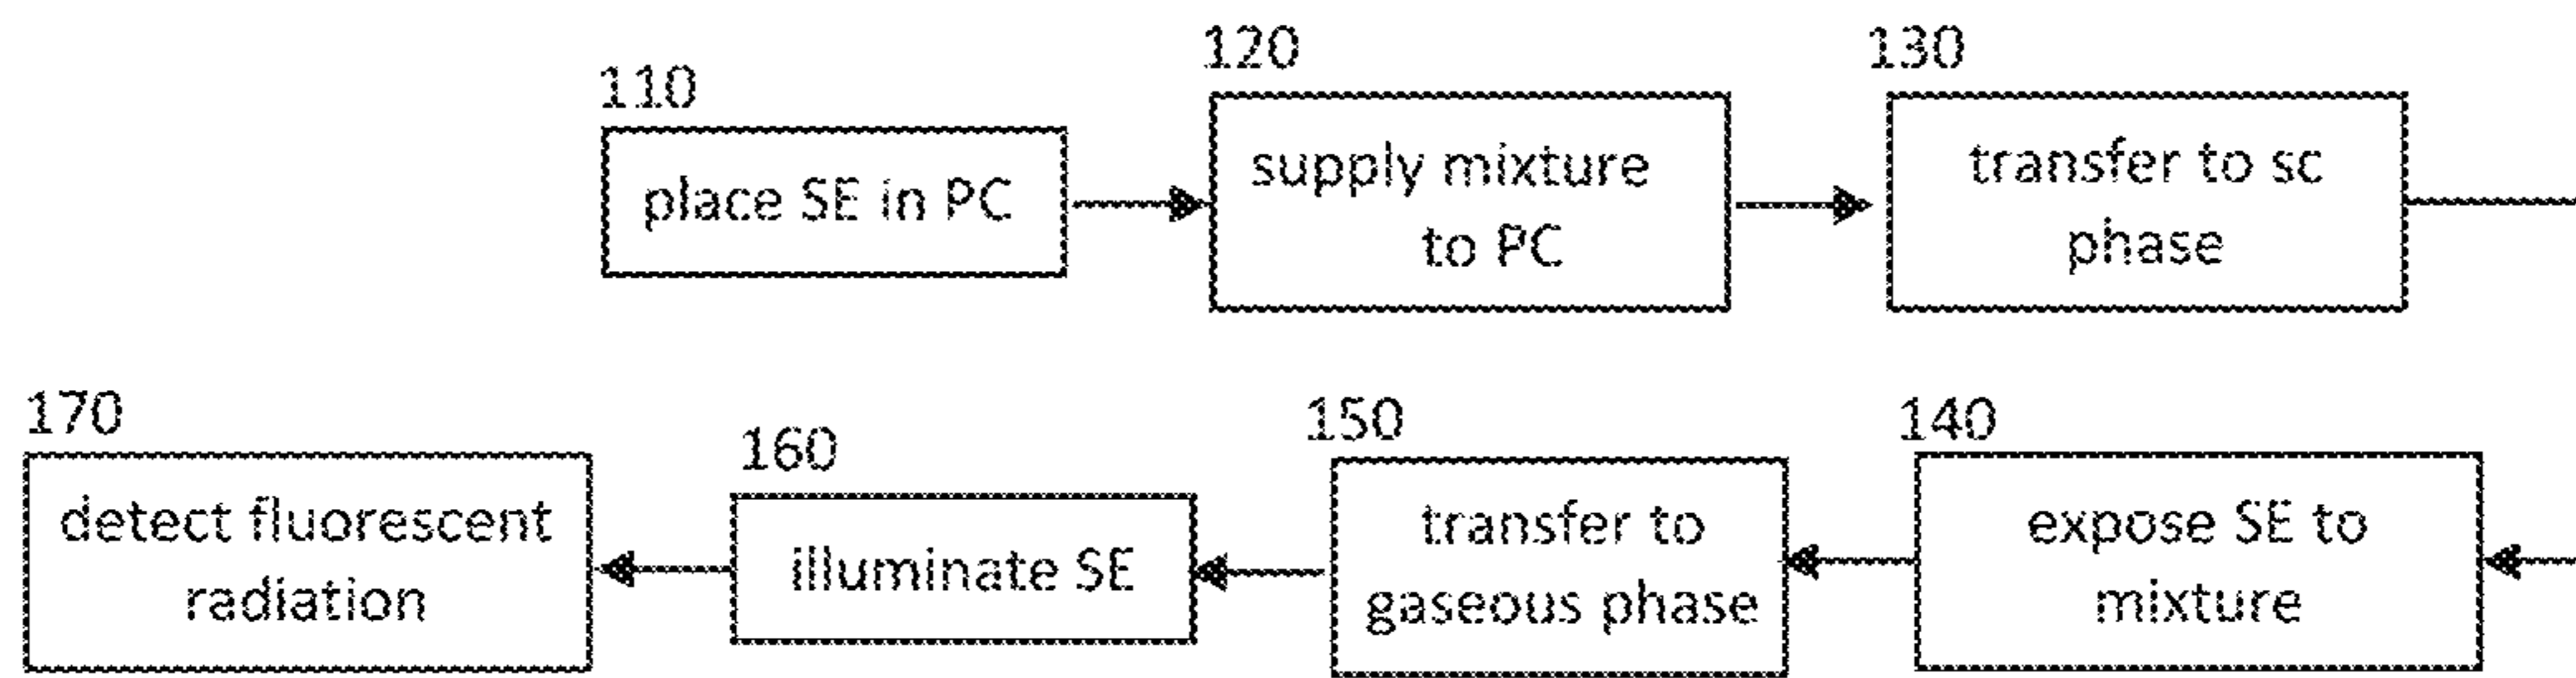 110
place SE in PC
120
supply mixture
to PC
130
transfer to sc
phase
140
expose SE to
mixture
150
transfer to
gaseous phase
160
illuminate SE
170
detect fluorescent
radiation